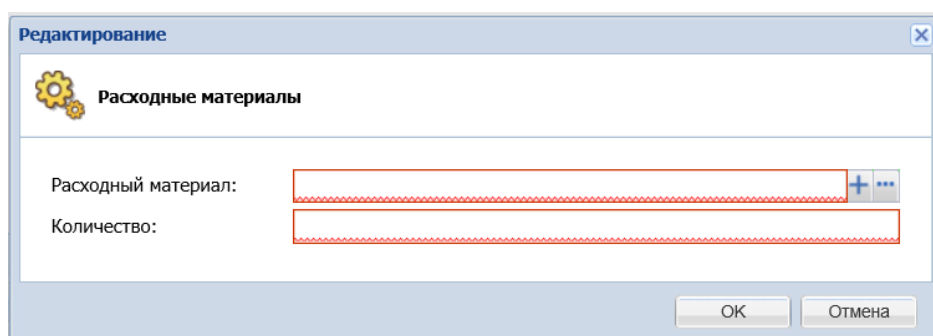 Редактирование
Расходные материалы
Расходный материал:
Количество:
OK Отмена